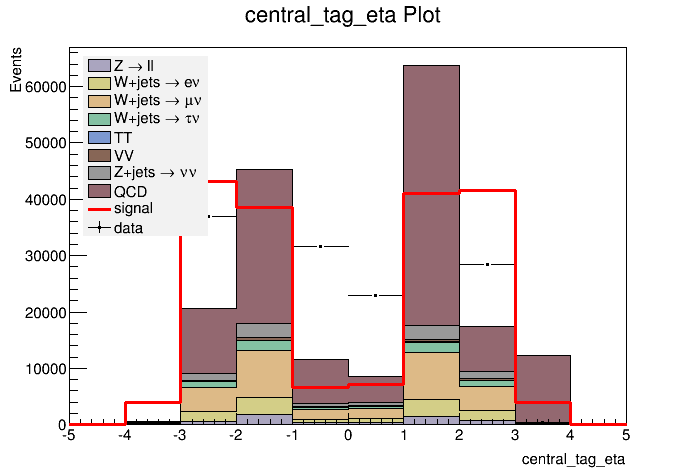 central_tag_eta Plot
Events
Z → ll
W+jets → eν
W+jets → μν
W+jets → τν
TT
VV
Z+jets → νν
QCD
signal
data
60000
50000
40000
30000
20000
10000
0
-5 -4 -3 -2 -1 0 1 2 3 4 5
central_tag_eta